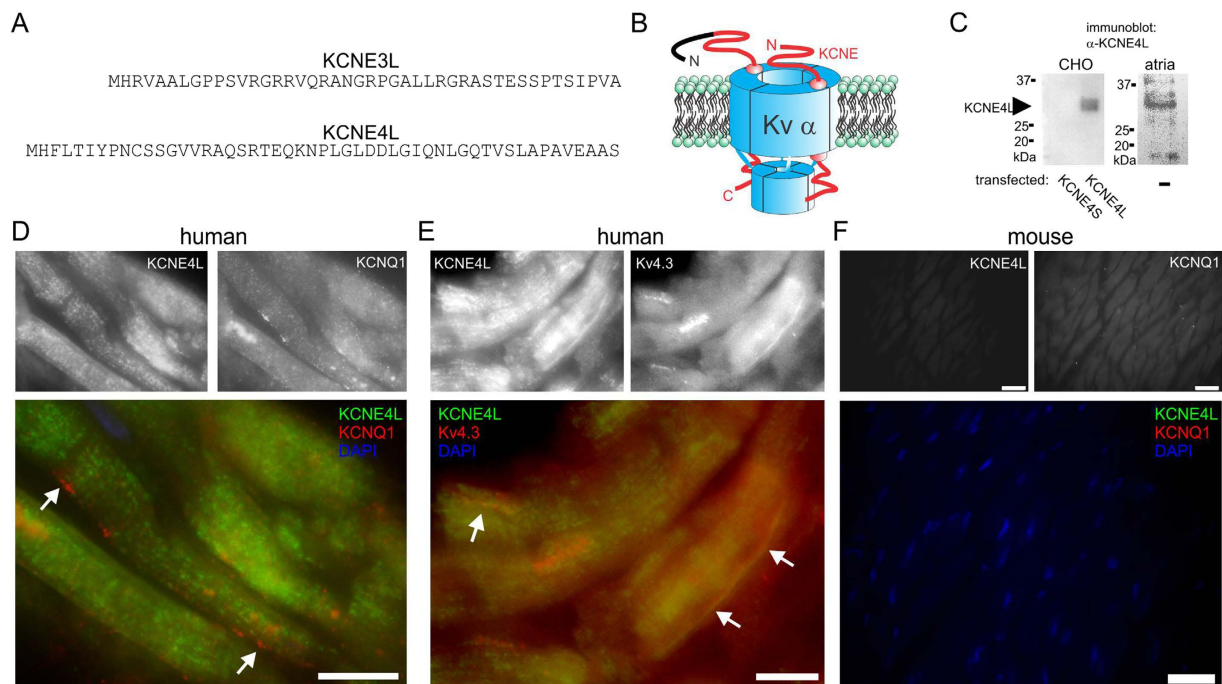 A
KCNE3L
MHRVAALGPPSVRGRRVQRANGRPGALLRGRASTESSPTSIPVA
KCNE4L
MHFLTIYPNCSSGVVRAQSRTEQKNPLGLDDLGIQNLGQTVSLAPAVEAAS
B
N
N
KCNE
Kv α
C
C
immunoblot:
α-KCNE4L
CHO
atria
37
37
KCNE4L
25
20
kDa
25
20
kDa
transfected:
KCNE4S
KCNE4L
-
D
human
KCNE4L
KCNQ1
KCNE4L
KCNQ1
DAPI
E
human
KCNE4L
Kv4.3
KCNE4L
Kv4.3
DAPI
F
mouse
KCNE4L
KCNQ1
KCNE4L
KCNQ1
DAPI